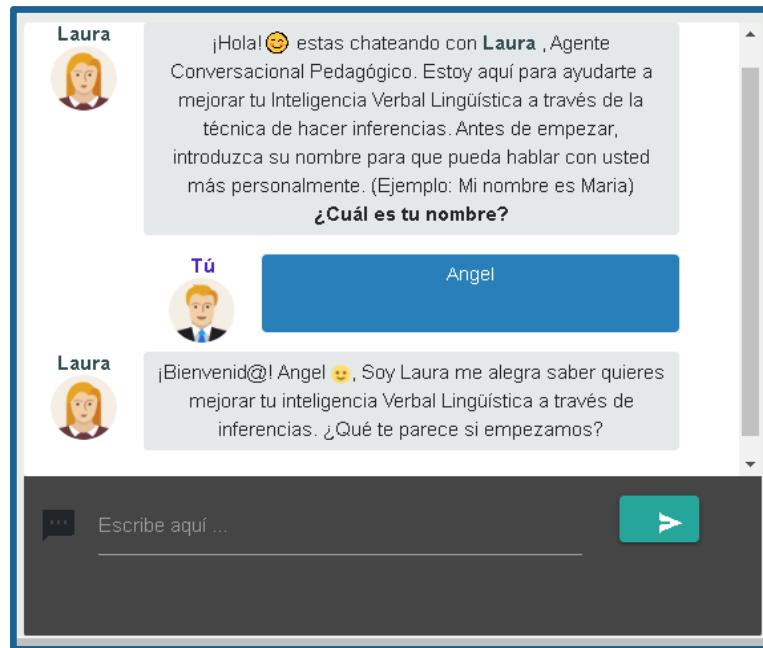 Laura
¡Hola!😊 estas chateando con Laura , Agente
Conversacional Pedagógico. Estoy aquí para ayudarte a
mejorar tu Inteligencia Verbal Lingüística a través de la
técnica de hacer inferencias. Antes de empezar,
introduzca su nombre para que pueda hablar con usted
más personalmente. (Ejemplo: Mi nombre es Maria)
¿Cuál es tu nombre?
Tú
Angel
Laura
¡Bienvenid@! Angel 🙂, Soy Laura me alegra saber quieres
mejorar tu inteligencia Verbal Lingüística a través de
inferencias. ¿Qué te parece si empezamos?
Escribe aquí ...